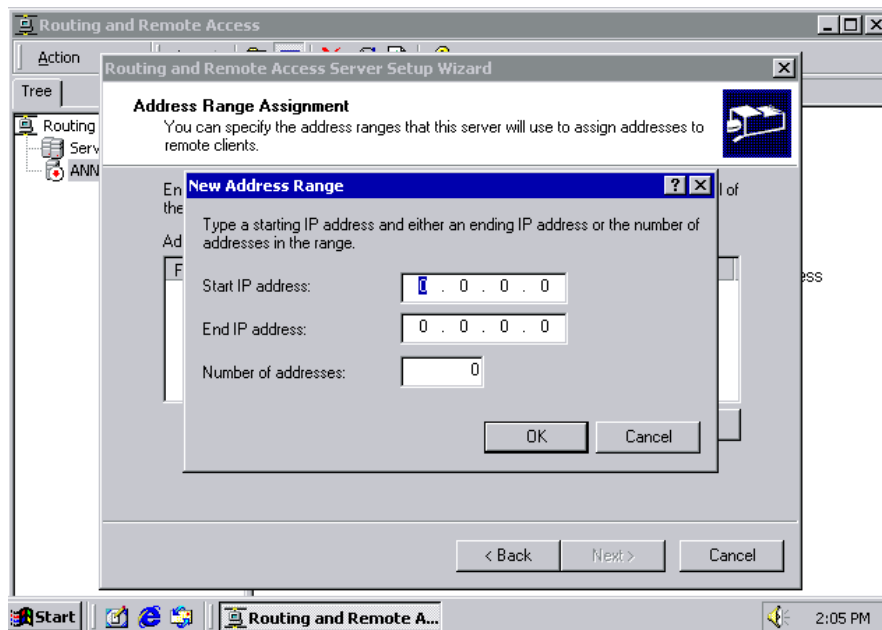 Routing and Remote Access
Action
Routing and Remote Access Server Setup Wizard
Tree
Address Range Assignment
You can specify the address ranges that this server will use to assign addresses to
remote clients.
Routing
New Address Range
Type a starting IP address and either an ending IP address or the number of
addresses in the range.
Start IP address: 0 . 0 . 0 . 0
End IP address: 0 . 0 . 0 . 0
Number of addresses: 0
OK Cancel
< Back Next > Cancel
Start Routing and Remote A... 2:05 PM